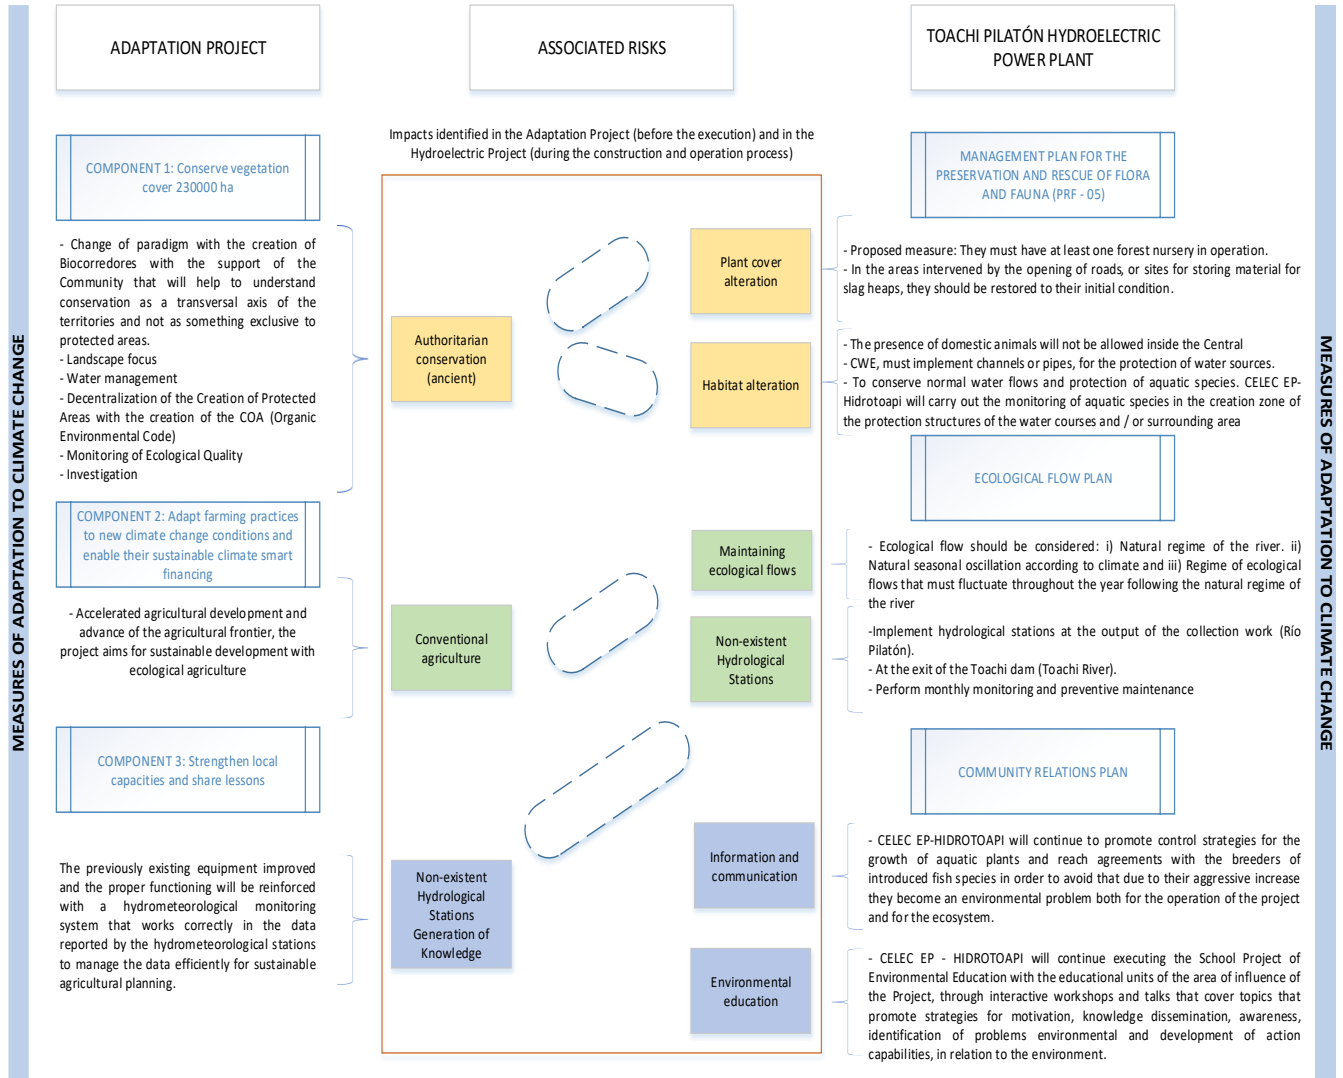 MEASURES OF ADAPTATION TO CLIMATE CHANGE
ADAPTATION PROJECT
COMPONENT 1: Conserve vegetation
cover 230000 ha
- Change of paradigm with the creation of
Biocorredores with the support of the
Community that will help to understand
conservation as a transversal axis of the
territories and not as something exclusive to
protected areas.
- Landscape focus
- Water management
- Decentralization of the Creation of Protected
Areas with the creation of the COA (Organic
Environmental Code)
- Monitoring of Ecological Quality
- Investigation
COMPONENT 2: Adapt farming practices
to new climate change conditions and
enable their sustainable climate smart
financing
- Accelerated agricultural development and
advance of the agricultural frontier, the
project aims for sustainable development with
ecological agriculture
COMPONENT 3: Strengthen local
capacities and share lessons
The previously existing equipment improved
and the proper functioning will be reinforced
with a hydrometeorological monitoring
system that works correctly in the data
reported by the hydrometeorological stations
to manage the data efficiently for sustainable
agricultural planning.
ASSOCIATED RISKS
Impacts identified in the Adaptation Project (before the execution) and in the
Hydroelectric Project (during the construction and operation process)
Authoritarian
conservation
(ancient)
Conventional
agriculture
Non-existent
Hydrological
Stations
Generation of
Knowledge
Plant cover
alteration
Habitat alteration
Maintaining
ecological flows
Non-existent
Hydrological
Stations
Information and
communication
Environmental
education
TOACHI PILATÓN HYDROELECTRIC
POWER PLANT
MANAGEMENT PLAN FOR THE
PRESERVATION AND RESCUE OF FLORA
AND FAUNA (PRF - 05)
- Proposed measure: They must have at least one forest nursery in operation.
- In the areas intervened by the opening of roads, or sites for storing material for
slag heaps, they should be restored to their initial condition.
- The presence of domestic animals will not be allowed inside the Central
- CWE, must implement channels or pipes, for the protection of water sources.
- To conserve normal water flows and protection of aquatic species. CELEC EP-
Hidrotoapi will carry out the monitoring of aquatic species in the creation zone of
the protection structures of the water courses and / or surrounding area
ECOLOGICAL FLOW PLAN
- Ecological flow should be considered: i) Natural regime of the river. ii)
Natural seasonal oscillation according to climate and iii) Regime of ecological
flows that must fluctuate throughout the year following the natural regime of
the river
-Implement hydrological stations at the output of the collection work (Río
Pilatón).
- At the exit of the Toachi dam (Toachi River).
- Perform monthly monitoring and preventive maintenance
COMMUNITY RELATIONS PLAN
- CELEC EP-HIDROTOAPI will continue to promote control strategies for the
growth of aquatic plants and reach agreements with the breeders of
introduced fish species in order to avoid that due to their aggressive increase
they become an environmental problem both for the operation of the project
and for the ecosystem.
- CELEC EP - HIDROTOAPI will continue executing the School Project of
Environmental Education with the educational units of the area of influence of
the Project, through interactive workshops and talks that cover topics that
promote strategies for motivation, knowledge dissemination, awareness,
identification of problems environmental and development of action
capabilities, in relation to the environment.
MEASURES OF ADAPTATION TO CLIMATE CHANGE